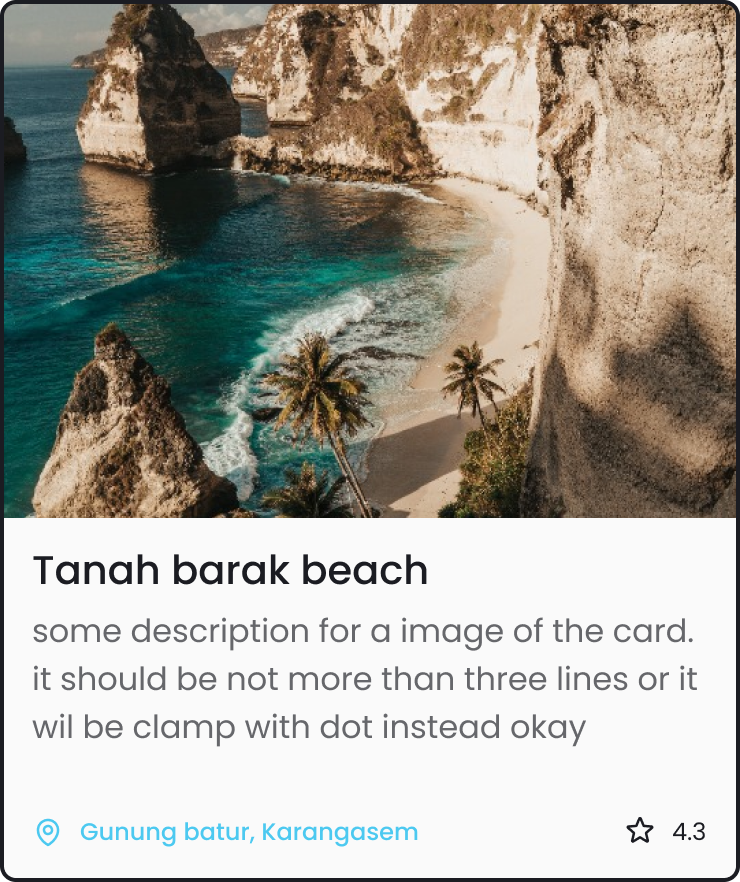 Tanah barak beach
some description for a image of the card.
it should be not more than three lines or it
wil be clamp with dot instead okay
Gunung batur, Karangasem
4.3